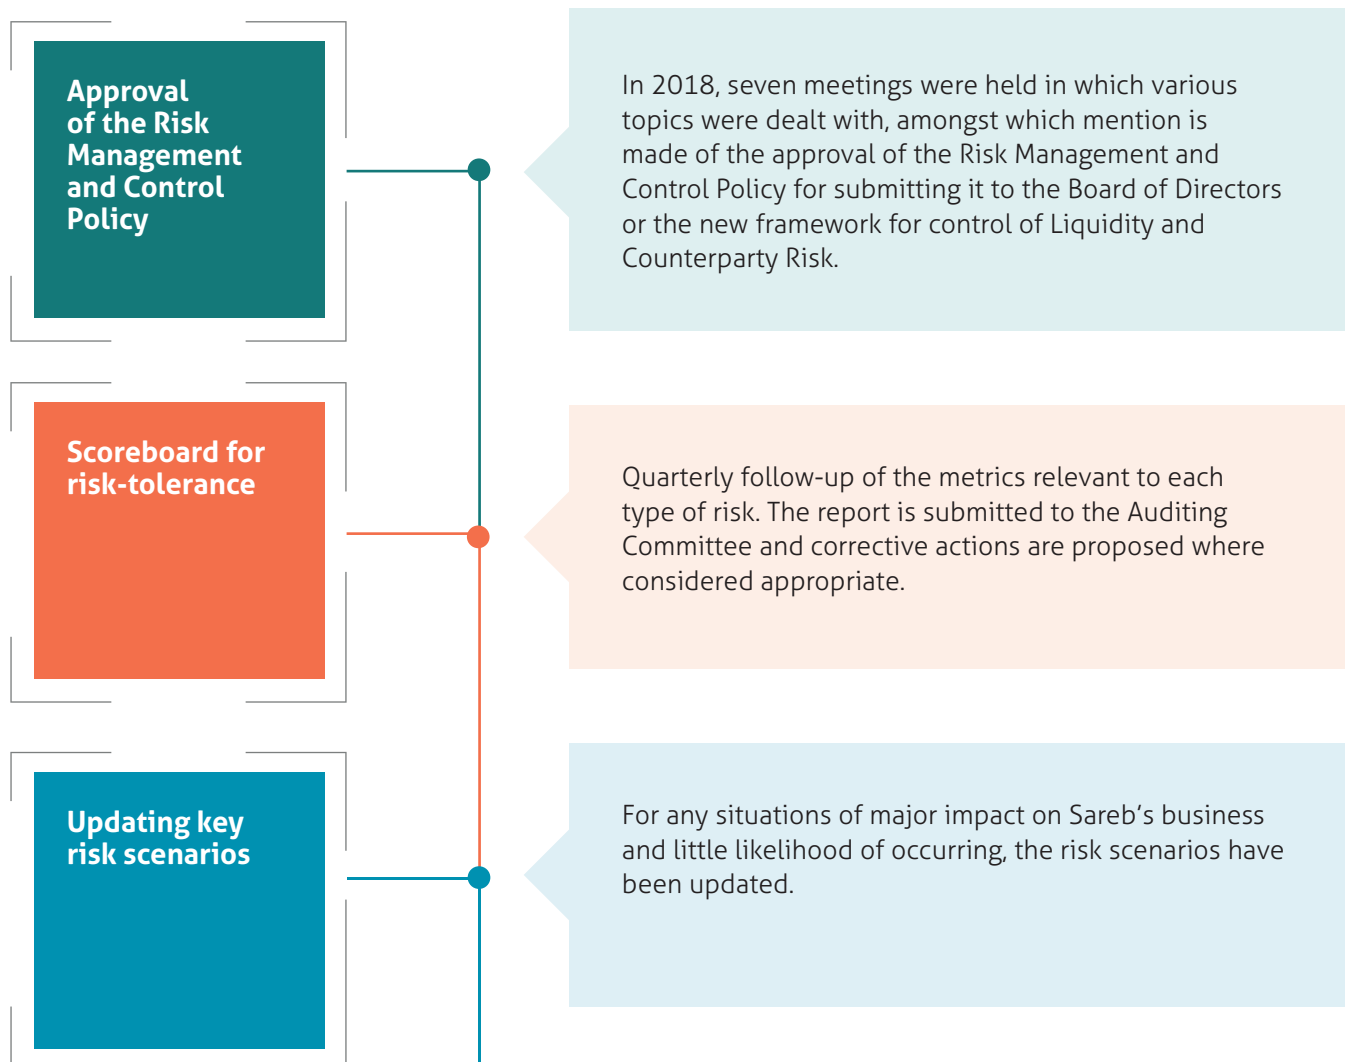 Approval
of the Risk
Management
and Control
Policy
In 2018, seven meetings were held in which various
topics were dealt with, amongst which mention is
made of the approval of the Risk Management and
Control Policy for submitting it to the Board of Directors
or the new framework for control of Liquidity and
Counterparty Risk.
Scoreboard for
risk-tolerance
Quarterly follow-up of the metrics relevant to each
type of risk. The report is submitted to the Auditing
Committee and corrective actions are proposed where
considered appropriate.
Updating key
risk scenarios
For any situations of major impact on Sareb’s business
and little likelihood of occurring, the risk scenarios have
been updated.